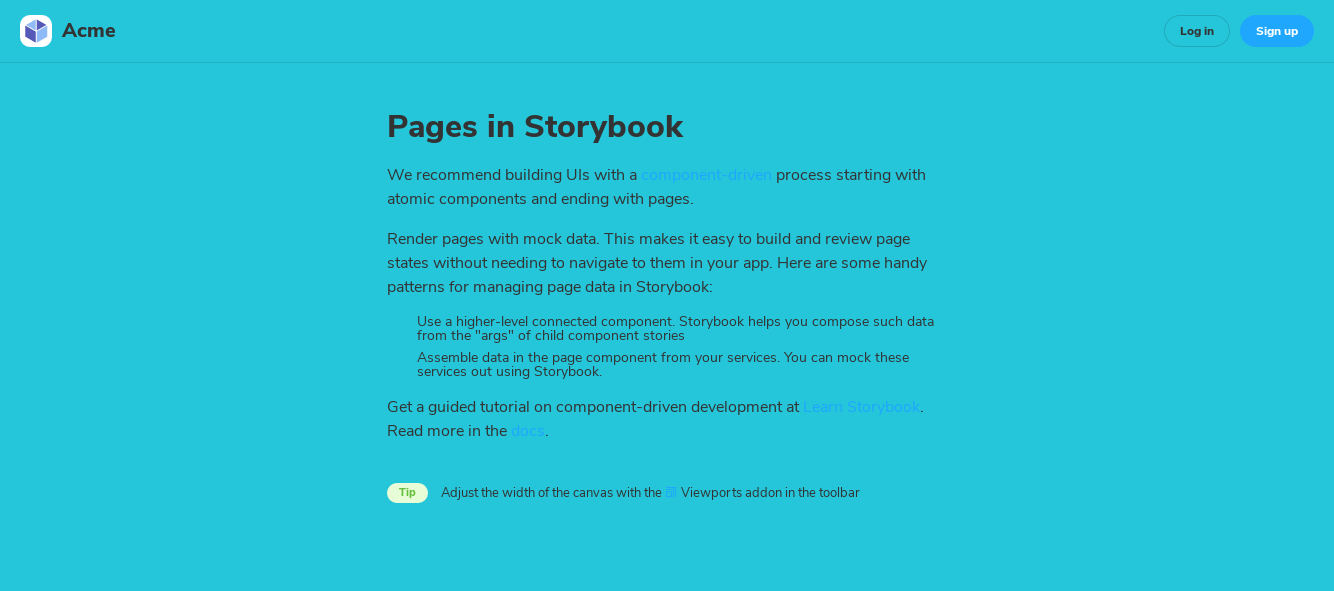 Acme
Log in
Sign up
Pages in Storybook
We recommend building UIs with a component-driven process starting with
atomic components and ending with pages.
Render pages with mock data. This makes it easy to build and review page
states without needing to navigate to them in your app. Here are some handy
patterns for managing page data in Storybook:
Use a higher-level connected component. Storybook helps you compose such data
from the "args" of child component stories
Assemble data in the page component from your services. You can mock these
services out using Storybook.
Get a guided tutorial on component-driven development at Learn Storybook.
Read more in the docs.
Tip
Adjust the width of the canvas with the Viewports addon in the toolbar